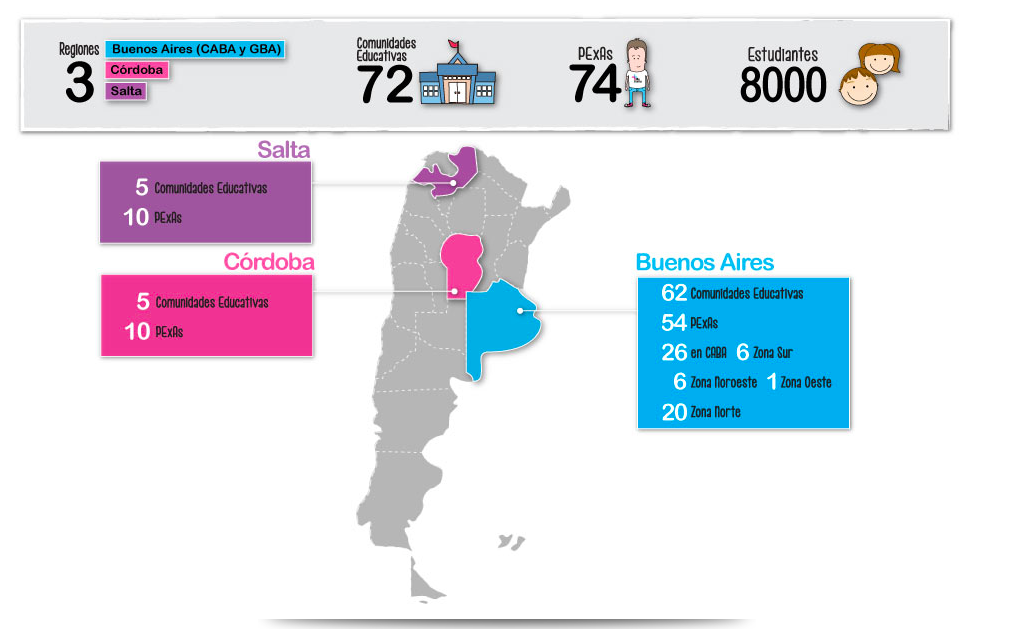 Regiones
3
Buenos Aires (CABA y GBA)
Córdoba
Salta
Comunidades
Educativas
72
PExAs
74
Estudiantes
8000
Salta
5 Comunidades Educativas
10 PExAs
Córdoba
5 Comunidades Educativas
10 PExAs
Buenos Aires
62 Comunidades Educativas
54 PExAs
26 en CABA 6 Zona Sur
6 Zona Noroeste 1 Zona Oeste
20 Zona Norte